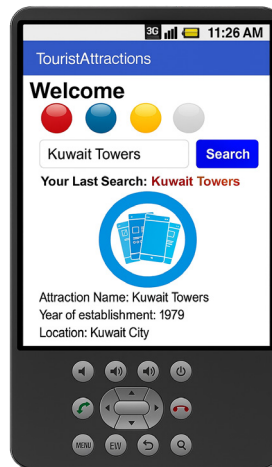 3G 11:26 AM
TouristAttractions
Welcome
Kuwait Towers Search
Your Last Search: Kuwait Towers
Attraction Name: Kuwait Towers
Year of establishment: 1979
Location: Kuwait City
MENU EW